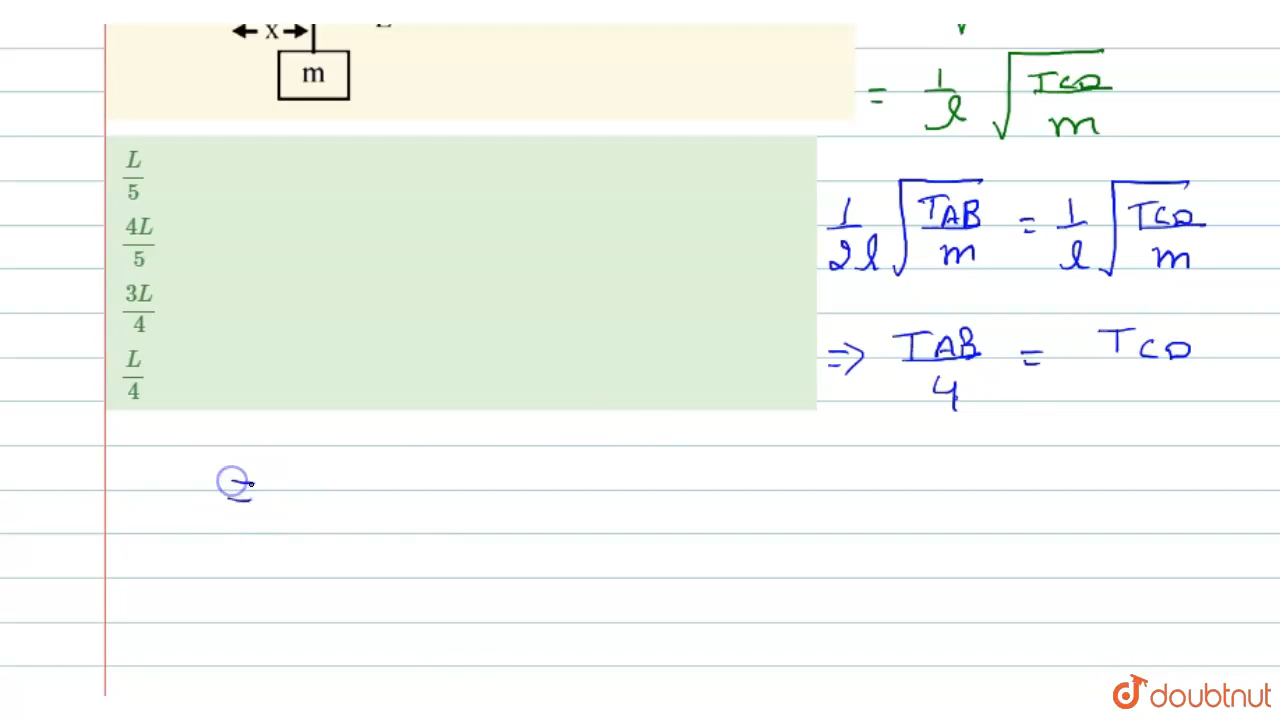 ← x →
m
L/5
4L/5
3L/4
L/4
= 1/l √(TCD/m)
1/2l √(TAB/m) = 1/l √(TCD/m)
=> TAB/4 = TCD
=
doubtnut